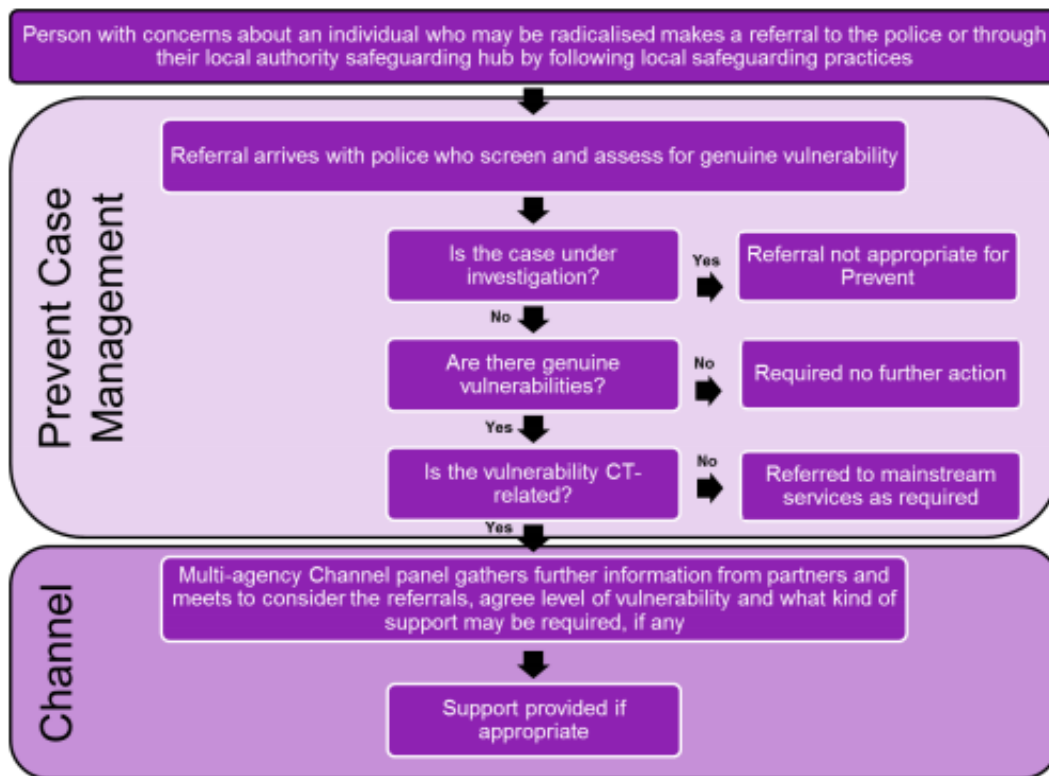 Person with concerns about an individual who may be radicalised makes a referral to the police or through
their local authority safeguarding hub by following local safeguarding practices
Prevent Case
Management
Referral arrives with police who screen and assess for genuine vulnerability
Is the case under
investigation?
Yes
Referral not appropriate for
Prevent
No
Are there genuine
vulnerabilities?
No
Required no further action
Yes
Is the vulnerability CT-
related?
No
Referred to mainstream
services as required
Yes
Channel
Multi-agency Channel panel gathers further information from partners and
meets to consider the referrals, agree level of vulnerability and what kind of
support may be required, if any
Support provided if
appropriate